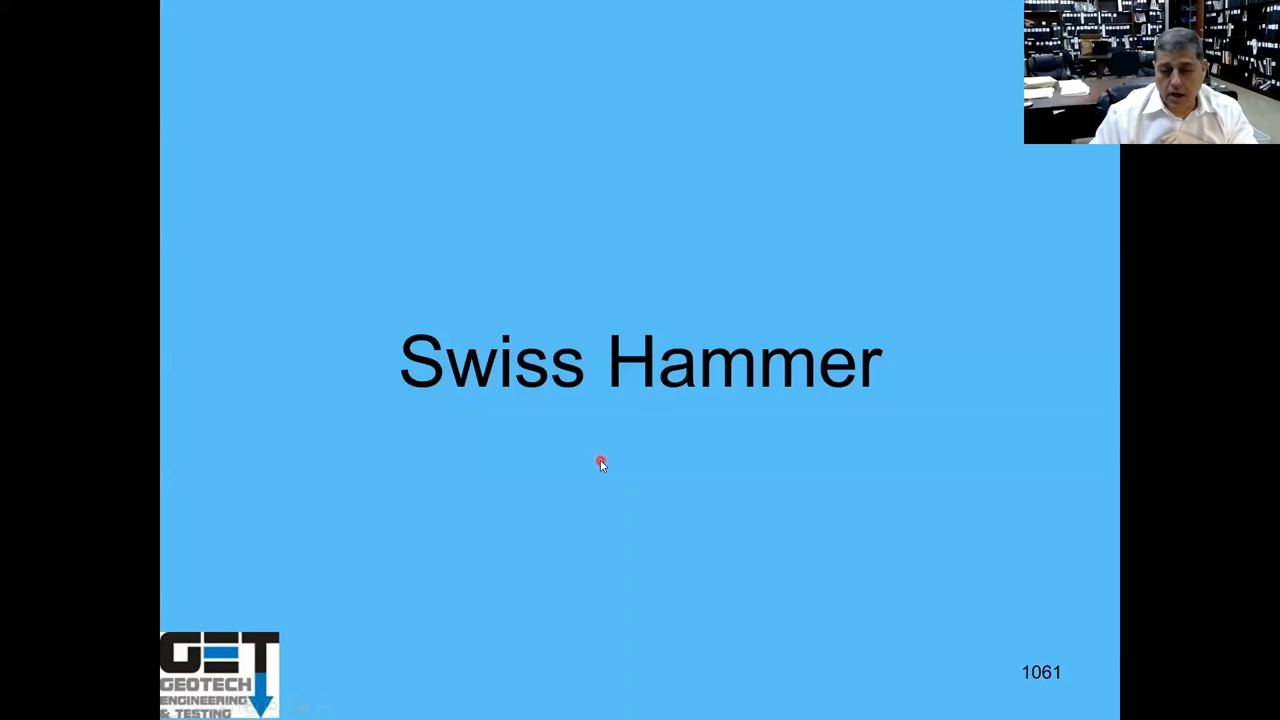 Swiss Hammer
GET
GEOTECH
ENGINEERING
& TESTING
1061